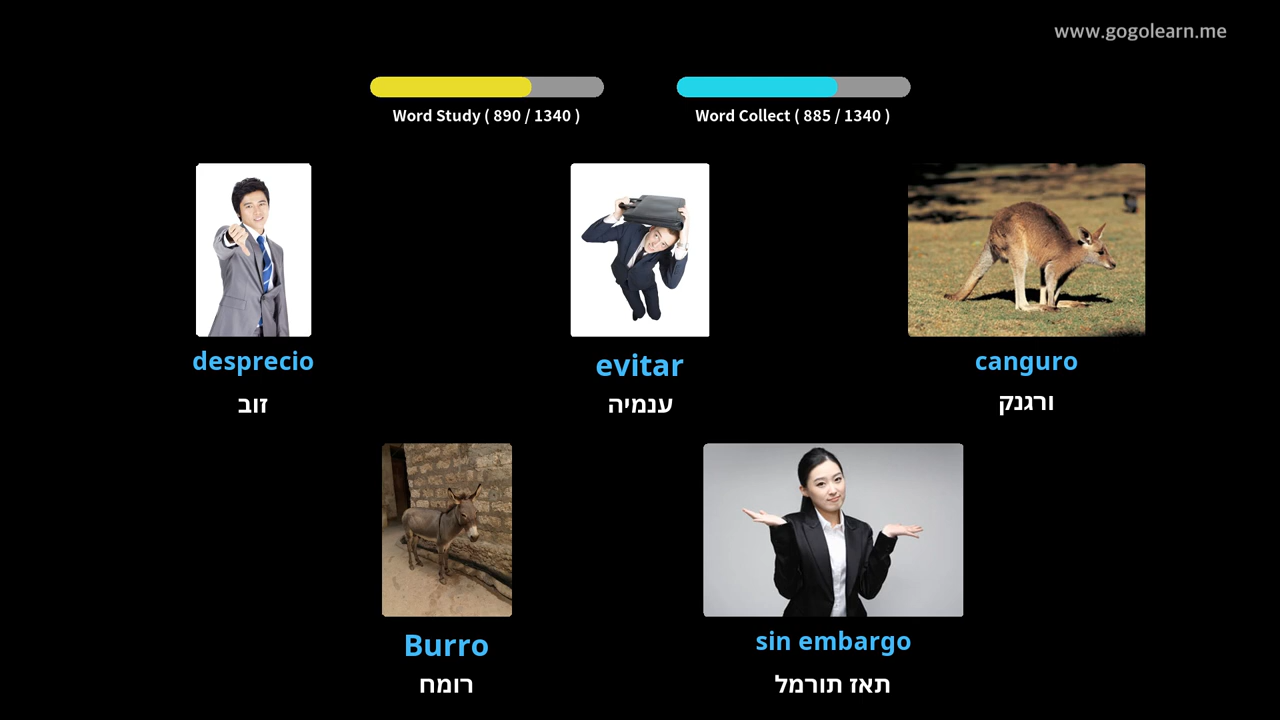 www.gogolearn.me
Word Study ( 890 / 1340 )
Word Collect ( 885 / 1340 )
desprecio
זוב
evitar
ענמיה
canguro
ורגנק
Burro
רומח
sin embargo
תאז תורמל